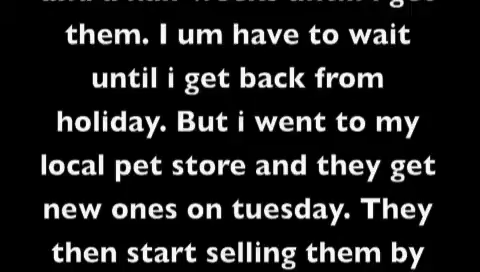 them. I um have to wait
until i get back from
holiday. But i went to my
local pet store and they get
new ones on tuesday. They
then start selling them by